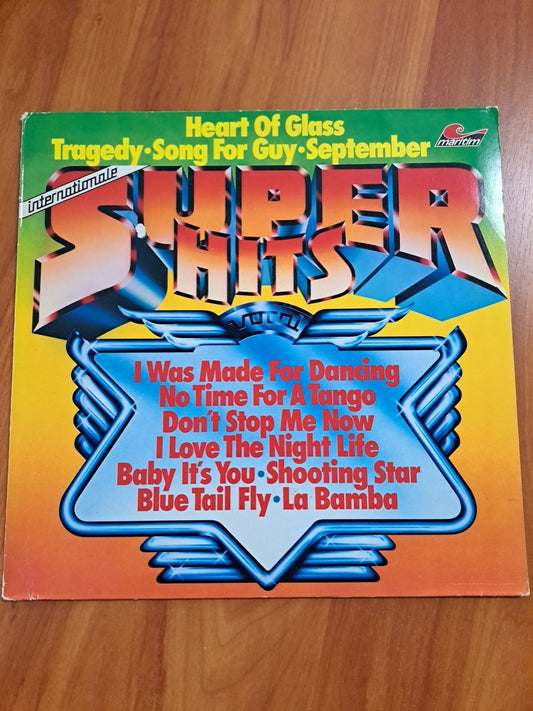 Heart Of Glass
Tragedy • Song For Guy • September
maritim
internationale
SUPER
HITS
vocal
I Was Made For Dancing
No Time For A Tango
Don't Stop Me Now
I Love The Night Life
Baby It's You • Shooting Star
Blue Tail Fly • La Bamba